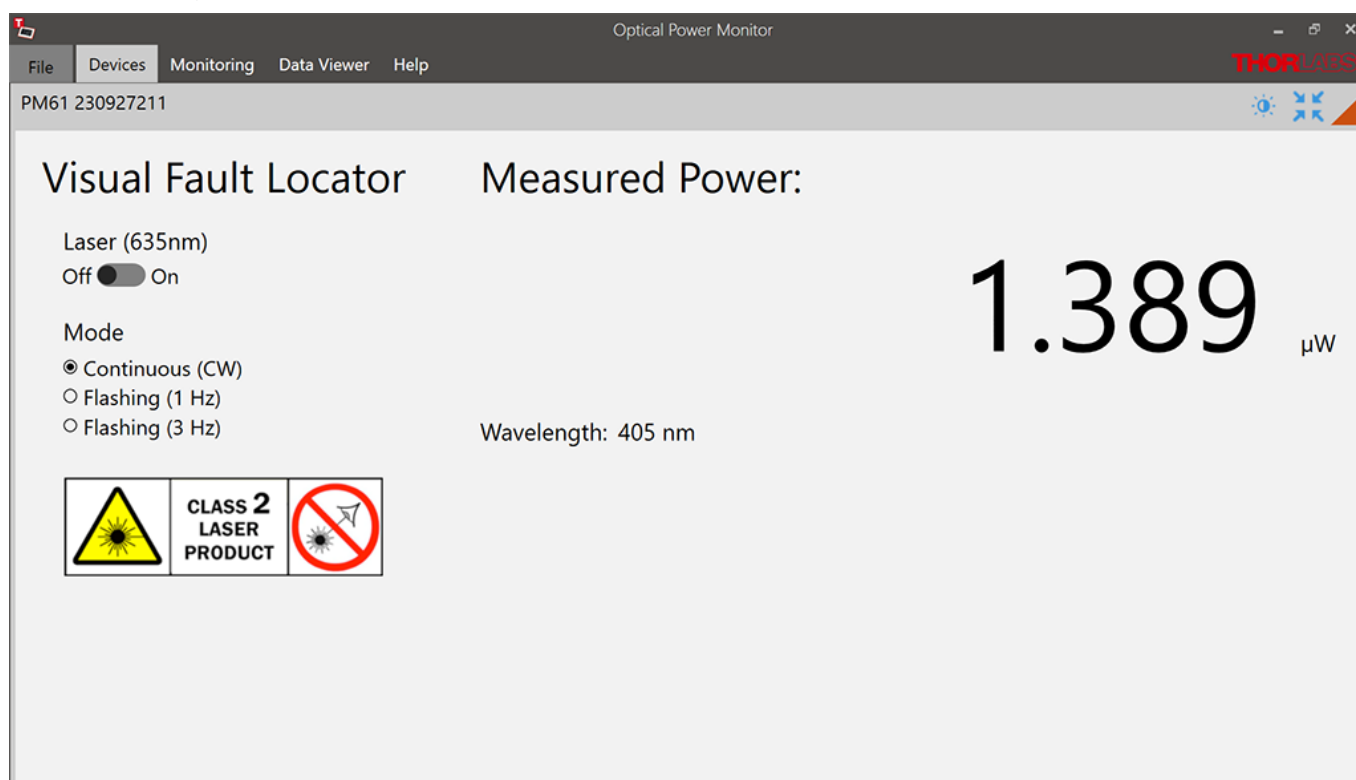 Optical Power Monitor
File Devices Monitoring Data Viewer Help
THORLABS
PM61 230927211
Visual Fault Locator
Laser (635nm)
Off On
Mode
Continuous (CW)
Flashing (1 Hz)
Flashing (3 Hz)
CLASS 2
LASER
PRODUCT
Measured Power:
1.389 µW
Wavelength: 405 nm